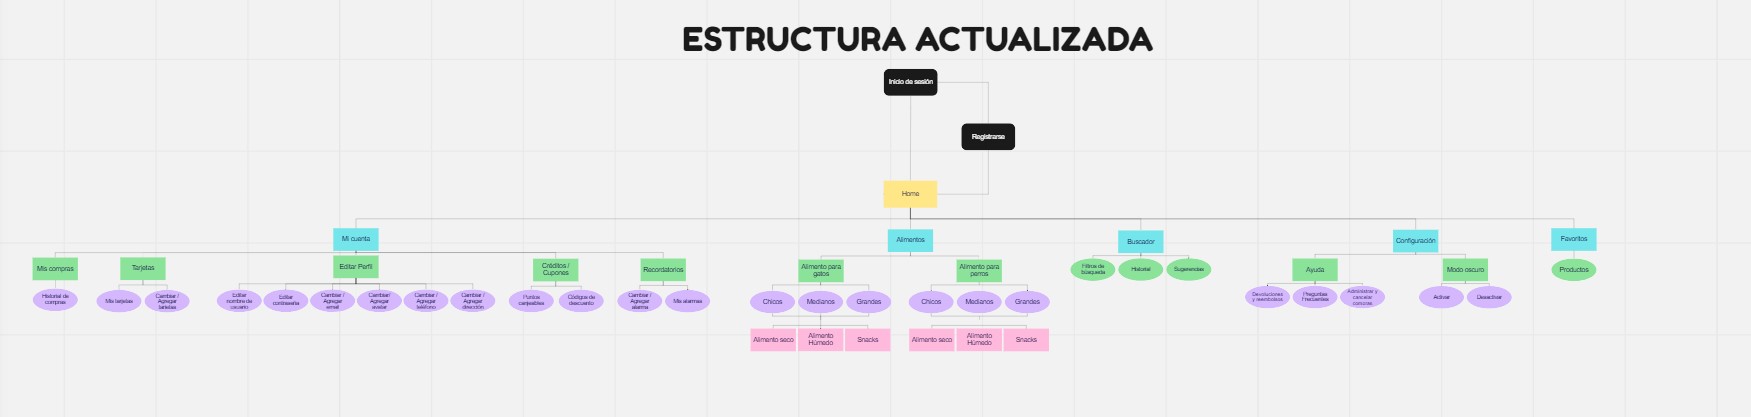 ESTRUCTURA ACTUALIZADA
Inicio de sesión
Registrarse
Home
Mi cuenta
Alimentos
Buscador
Configuración
Favoritos
Mis compras
Tarjetas
Editar Perfil
Créditos /
Cupones
Recordatorios
Alimento para
gatos
Alimento para
perros
Filtros de
búsqueda
Historial
Sugerencias
Ayuda
Modo oscuro
Productos
Historial de
compras
Mis tarjetas
Cambiar /
Agregar
tarjetas
Editar
nombre de
usuario
Editar
contraseña
Cambiar /
Agregar
email
Cambiar/
Agregar
avatar
Cambiar /
Agregar
teléfono
Cambiar /
Agregar
dirección
Puntos
canjeables
Códigos de
descuento
Cambiar /
Agregar
alarma
Mis alarmas
Chicos
Medianos
Grandes
Chicos
Medianos
Grandes
Devoluciones
y reembolsos
Preguntas
Frecuentes
Administrar y
cancelar
compras
Activar
Desactivar
Alimento seco
Alimento
Húmedo
Snacks
Alimento seco
Alimento
Húmedo
Snacks